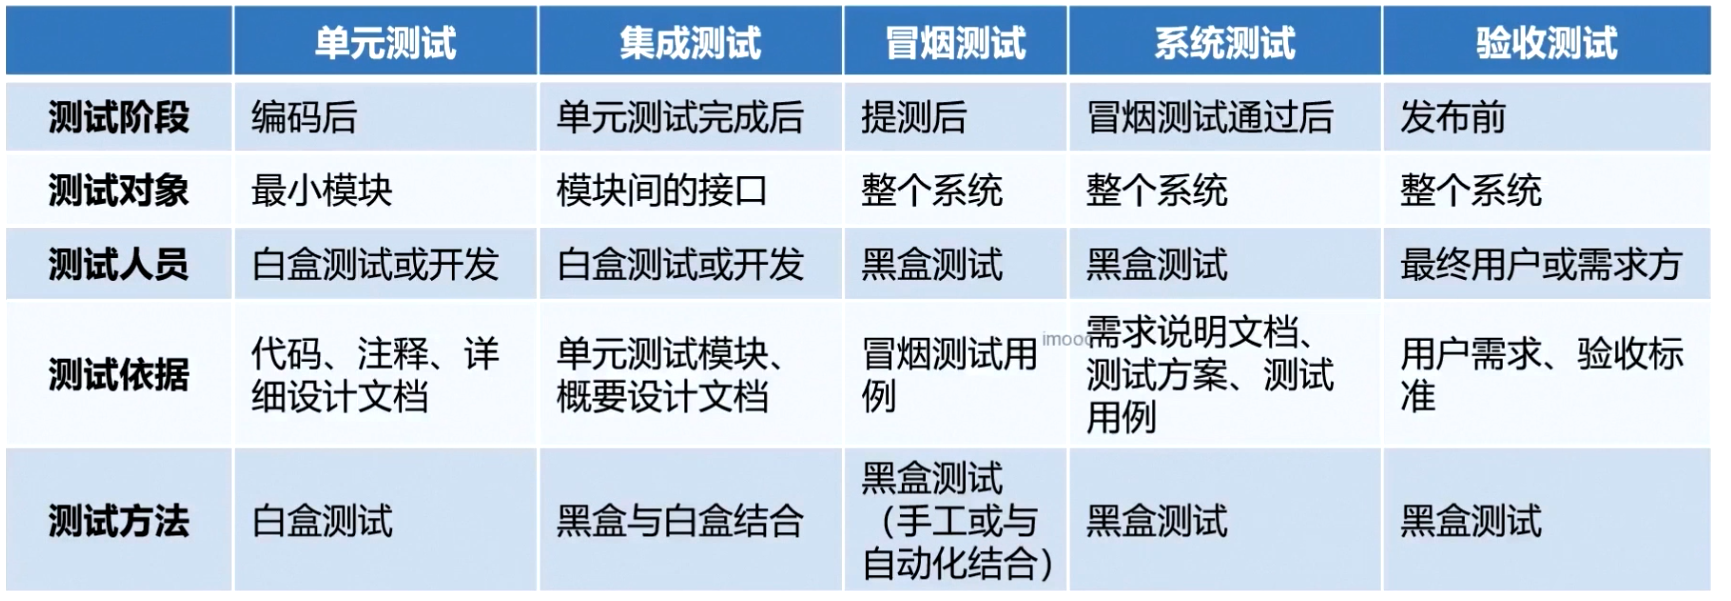 单元测试 集成测试 冒烟测试 系统测试 验收测试
测试阶段 编码后 单元测试完成后 提测后 冒烟测试通过后 发布前
测试对象 最小模块 模块间的接口 整个系统 整个系统 整个系统
测试人员 白盒测试或开发 白盒测试或开发 黑盒测试 黑盒测试 最终用户或需求方
测试依据
代码、注释、详
细设计文档
单元测试模块、
概要设计文档
冒烟测试用
例
imooc
需求说明文档、
测试方案、测试
用例
用户需求、验收标
准
测试方法
白盒测试
黑盒与白盒结合
黑盒测试
（手工或与
自动化结合）
黑盒测试
黑盒测试